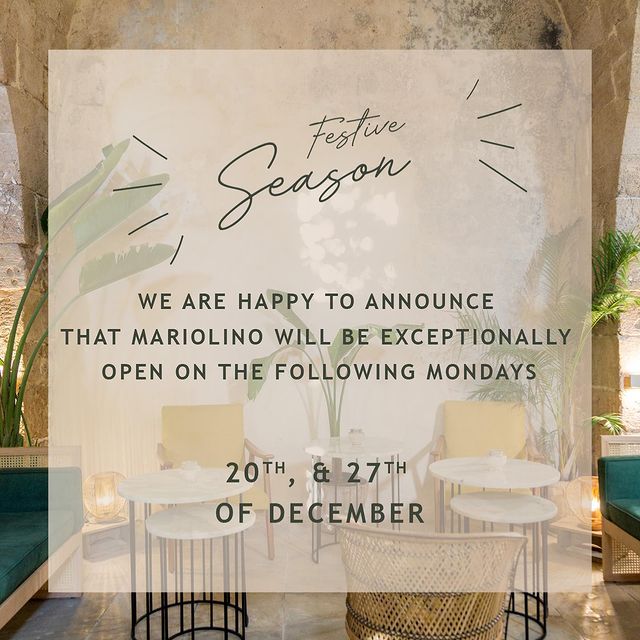 Festive
Season
WE ARE HAPPY TO ANNOUNCE
THAT MARIOLINO WILL BE EXCEPTIONALLY
OPEN ON THE FOLLOWING MONDAYS
20TH, & 27TH
OF DECEMBER